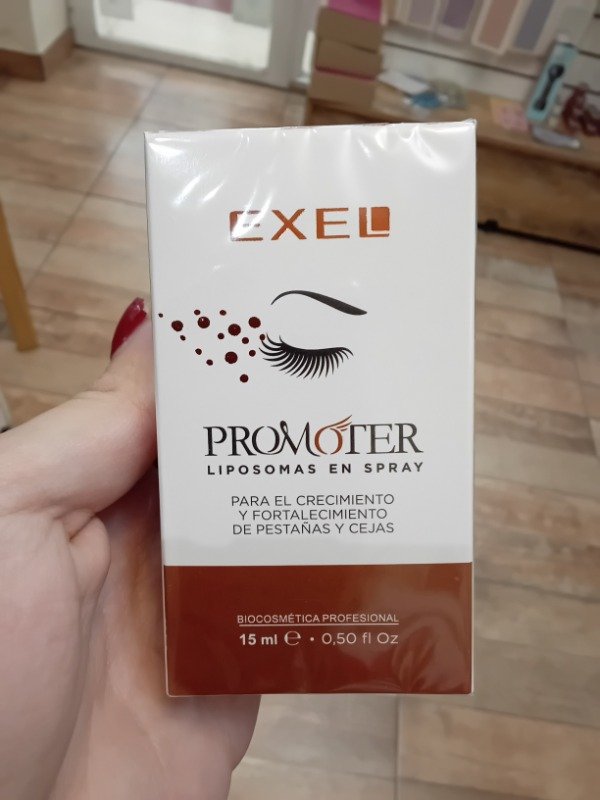 EXEL
PROMOTER
LIPOSOMAS EN SPRAY
PARA EL CRECIMIENTO
Y FORTALECIMIENTO
DE PESTAÑAS Y CEJAS
BIOCOSMÉTICA PROFESIONAL
15 ml ℮ • 0,50 fl Oz